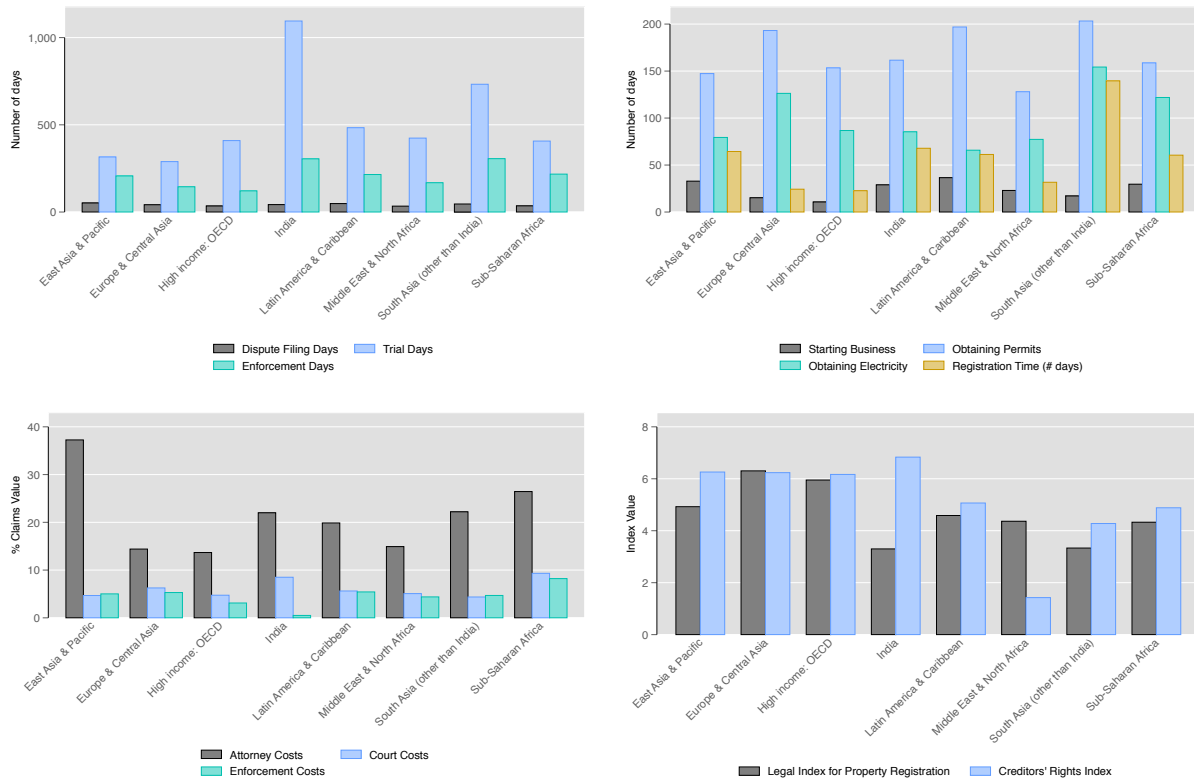 Number of days
1,000
500
0
East Asia & Pacific
Europe & Central Asia
High Income: OECD
India
Latin America & Caribbean
Middle East & North Africa
South Asia (other than India)
Sub-Saharan Africa
Dispute Filing Days
Trial Days
Enforcement Days
Number of days
200
150
100
50
0
East Asia & Pacific
Europe & Central Asia
High Income: OECD
India
Latin America & Caribbean
Middle East & North Africa
South Asia (other than India)
Sub-Saharan Africa
Starting Business
Obtaining Permits
Obtaining Electricity
Registration Time (# days)
% Claims Value
40
30
20
10
0
East Asia & Pacific
Europe & Central Asia
High income: OECD
India
Latin America & Caribbean
Middle East & North Africa
South Asia (other than India)
Sub-Saharan Africa
Attorney Costs
Court Costs
Enforcement Costs
Index Value
8
6
4
2
0
East Asia & Pacific
Europe & Central Asia
High income: OECD
India
Latin America & Caribbean
Middle East & North Africa
South Asia (other than India)
Sub-Saharan Africa
Legal Index for Property Registration
Creditors' Rights Index